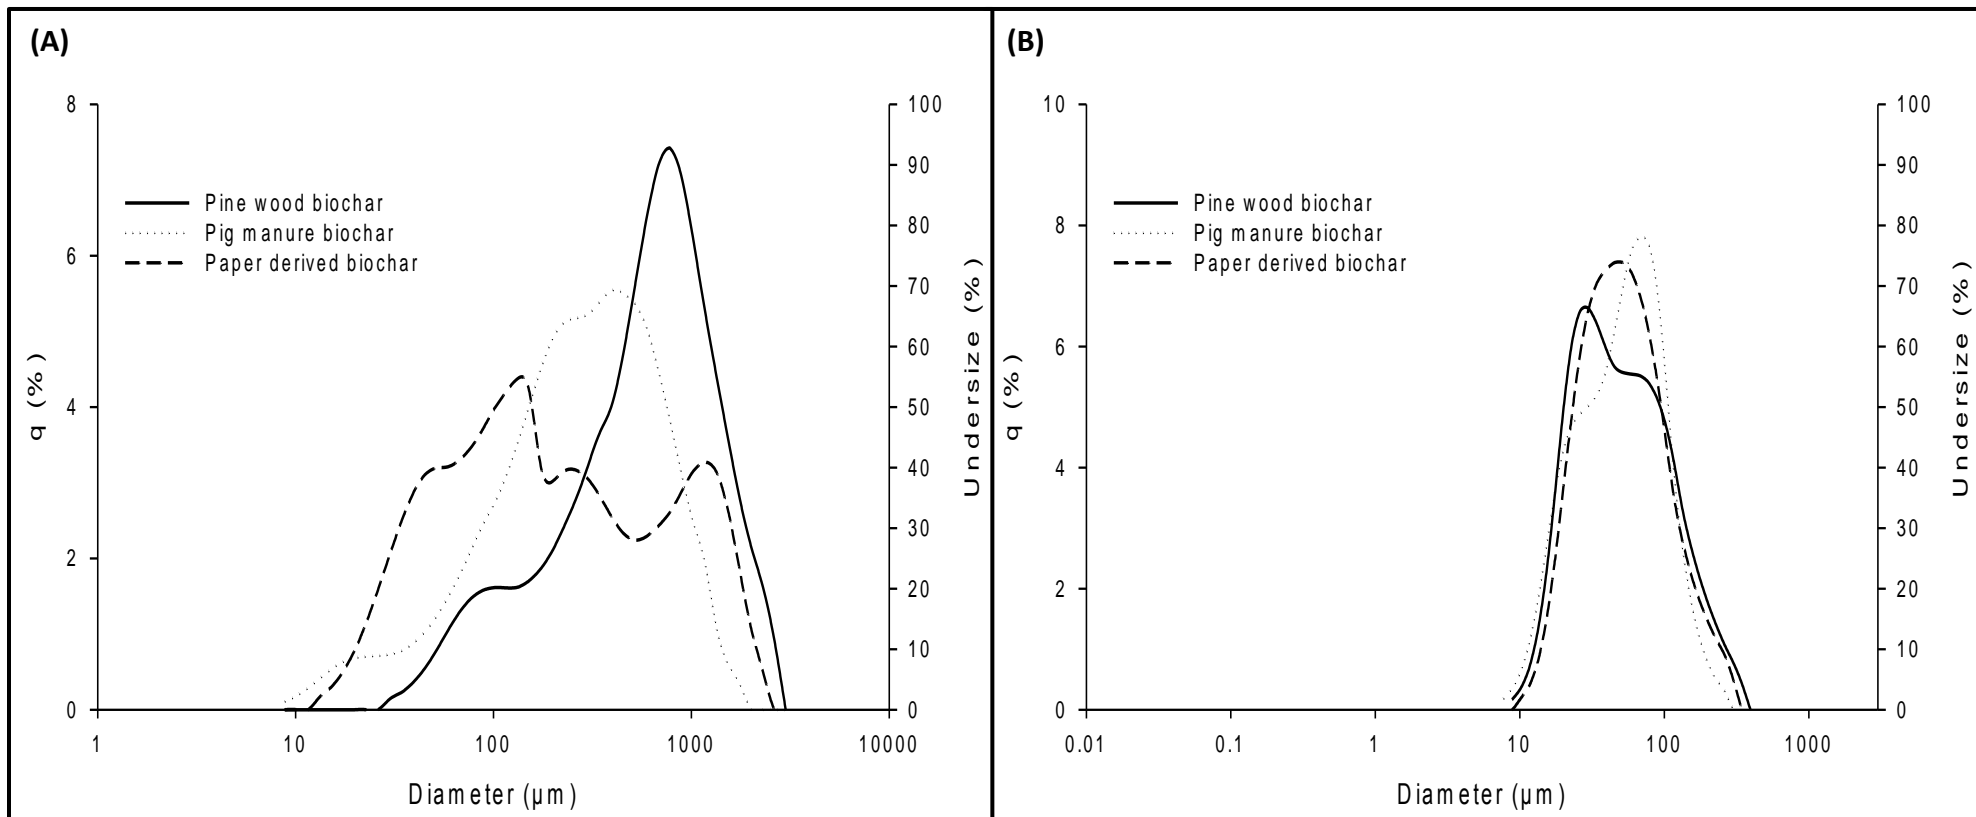 (A)
8
6
4
2
0
q (%)
Pine wood biochar
Pig manure biochar
Paper derived biochar
100
90
80
70
60
50
40
30
20
10
0
Undersize (%)
1 10 100 1000 10000
Diameter (µm)
(B)
10
8
6
4
2
0
q (%)
Pine wood biochar
Pig manure biochar
Paper derived biochar
100
90
80
70
60
50
40
30
20
10
0
Undersize (%)
0.01 0.1 1 10 100 1000
Diameter (µm)